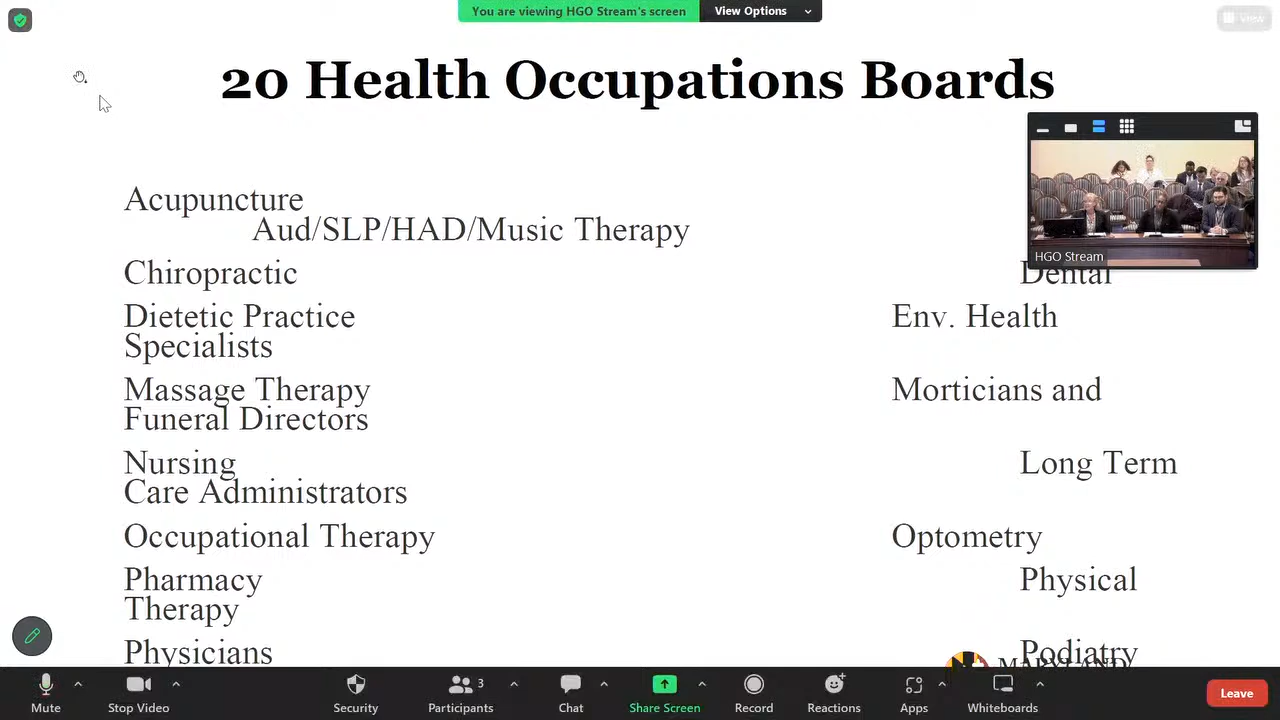 You are viewing HGO Stream's screen View Options
View
20 Health Occupations Boards
HGO Stream
Acupuncture
Aud/SLP/HAD/Music Therapy
Chiropractic Dental
Dietetic Practice Env. Health
Specialists
Massage Therapy Morticians and
Funeral Directors
Nursing Long Term
Care Administrators
Occupational Therapy Optometry
Pharmacy Physical
Therapy
Physicians Podiatry
MARYLAND
3
Mute Stop Video Security Participants Chat Share Screen Record Reactions Apps Whiteboards Leave